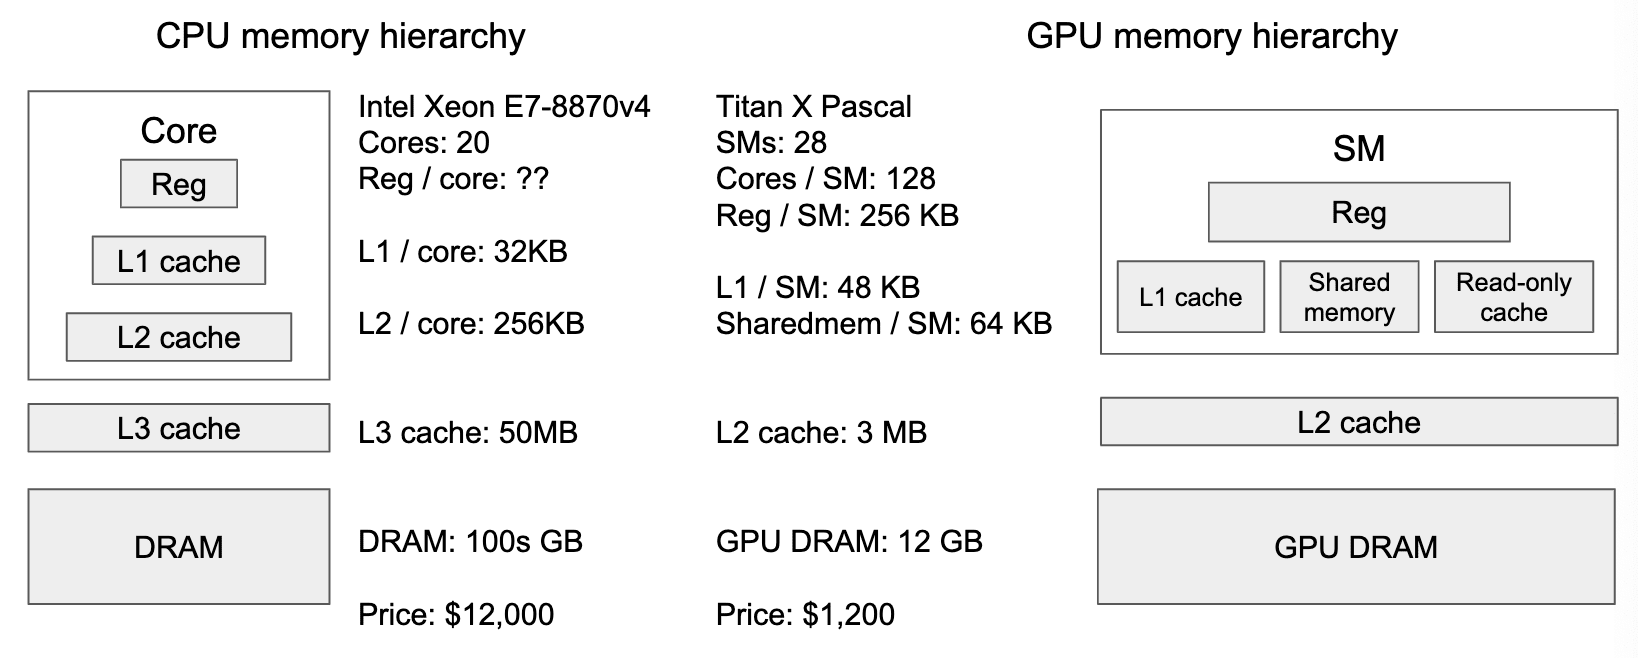 CPU memory hierarchy
GPU memory hierarchy
Core
Reg
L1 cache
L2 cache
L3 cache
DRAM
Intel Xeon E7-8870v4
Cores: 20
Reg / core: ??
L1 / core: 32KB
L2 / core: 256KB
L3 cache: 50MB
DRAM: 100s GB
Price: $12,000
Titan X Pascal
SMs: 28
Cores / SM: 128
Reg / SM: 256 KB
L1 / SM: 48 KB
Sharedmem / SM: 64 KB
L2 cache: 3 MB
GPU DRAM: 12 GB
Price: $1,200
SM
Reg
L1 cache
Shared
memory
Read-only
cache
L2 cache
GPU DRAM